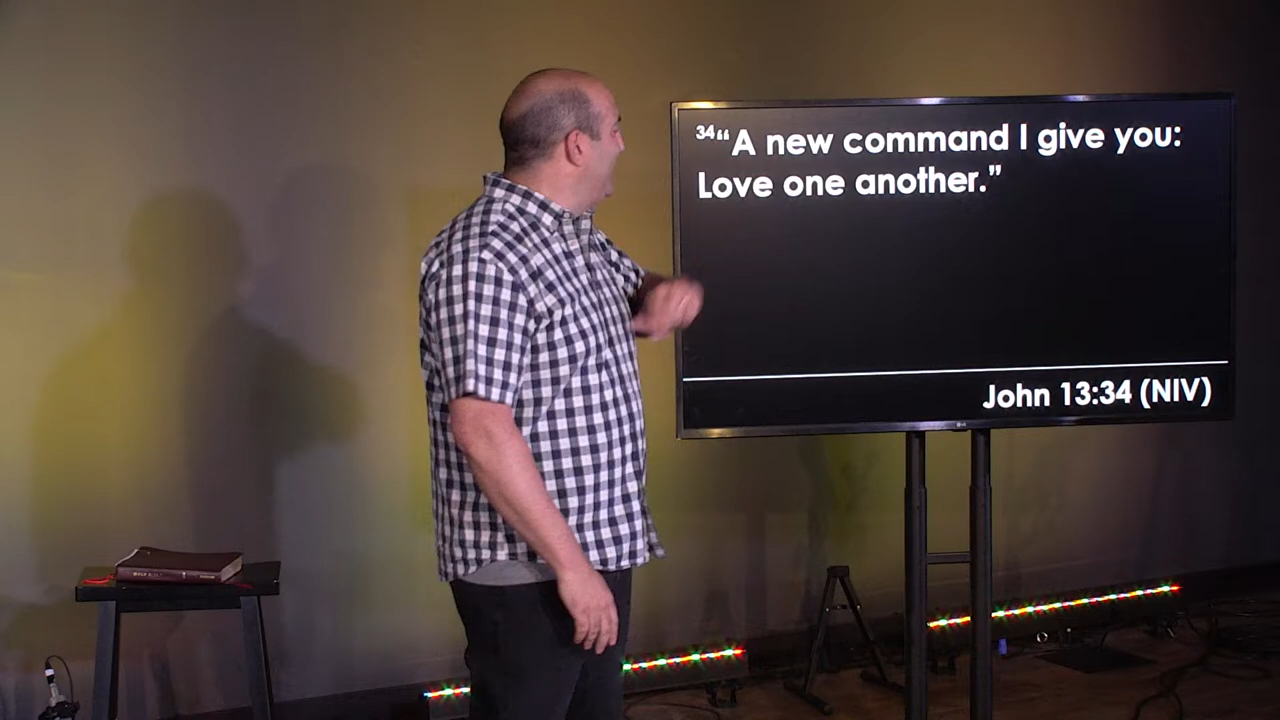 ³⁴“A new command I give you:
Love one another.”
John 13:34 (NIV)